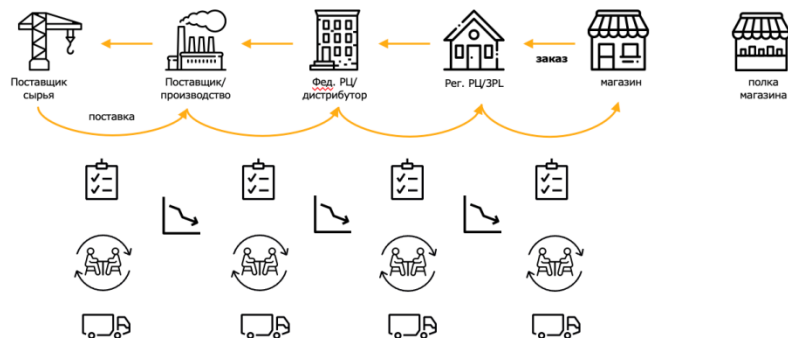 заказ
Поставщик
сырья
Поставщик/
производство
Фед. РЦ/
дистрибутор
Рег. РЦ/3PL
магазин
полка
магазина
поставка